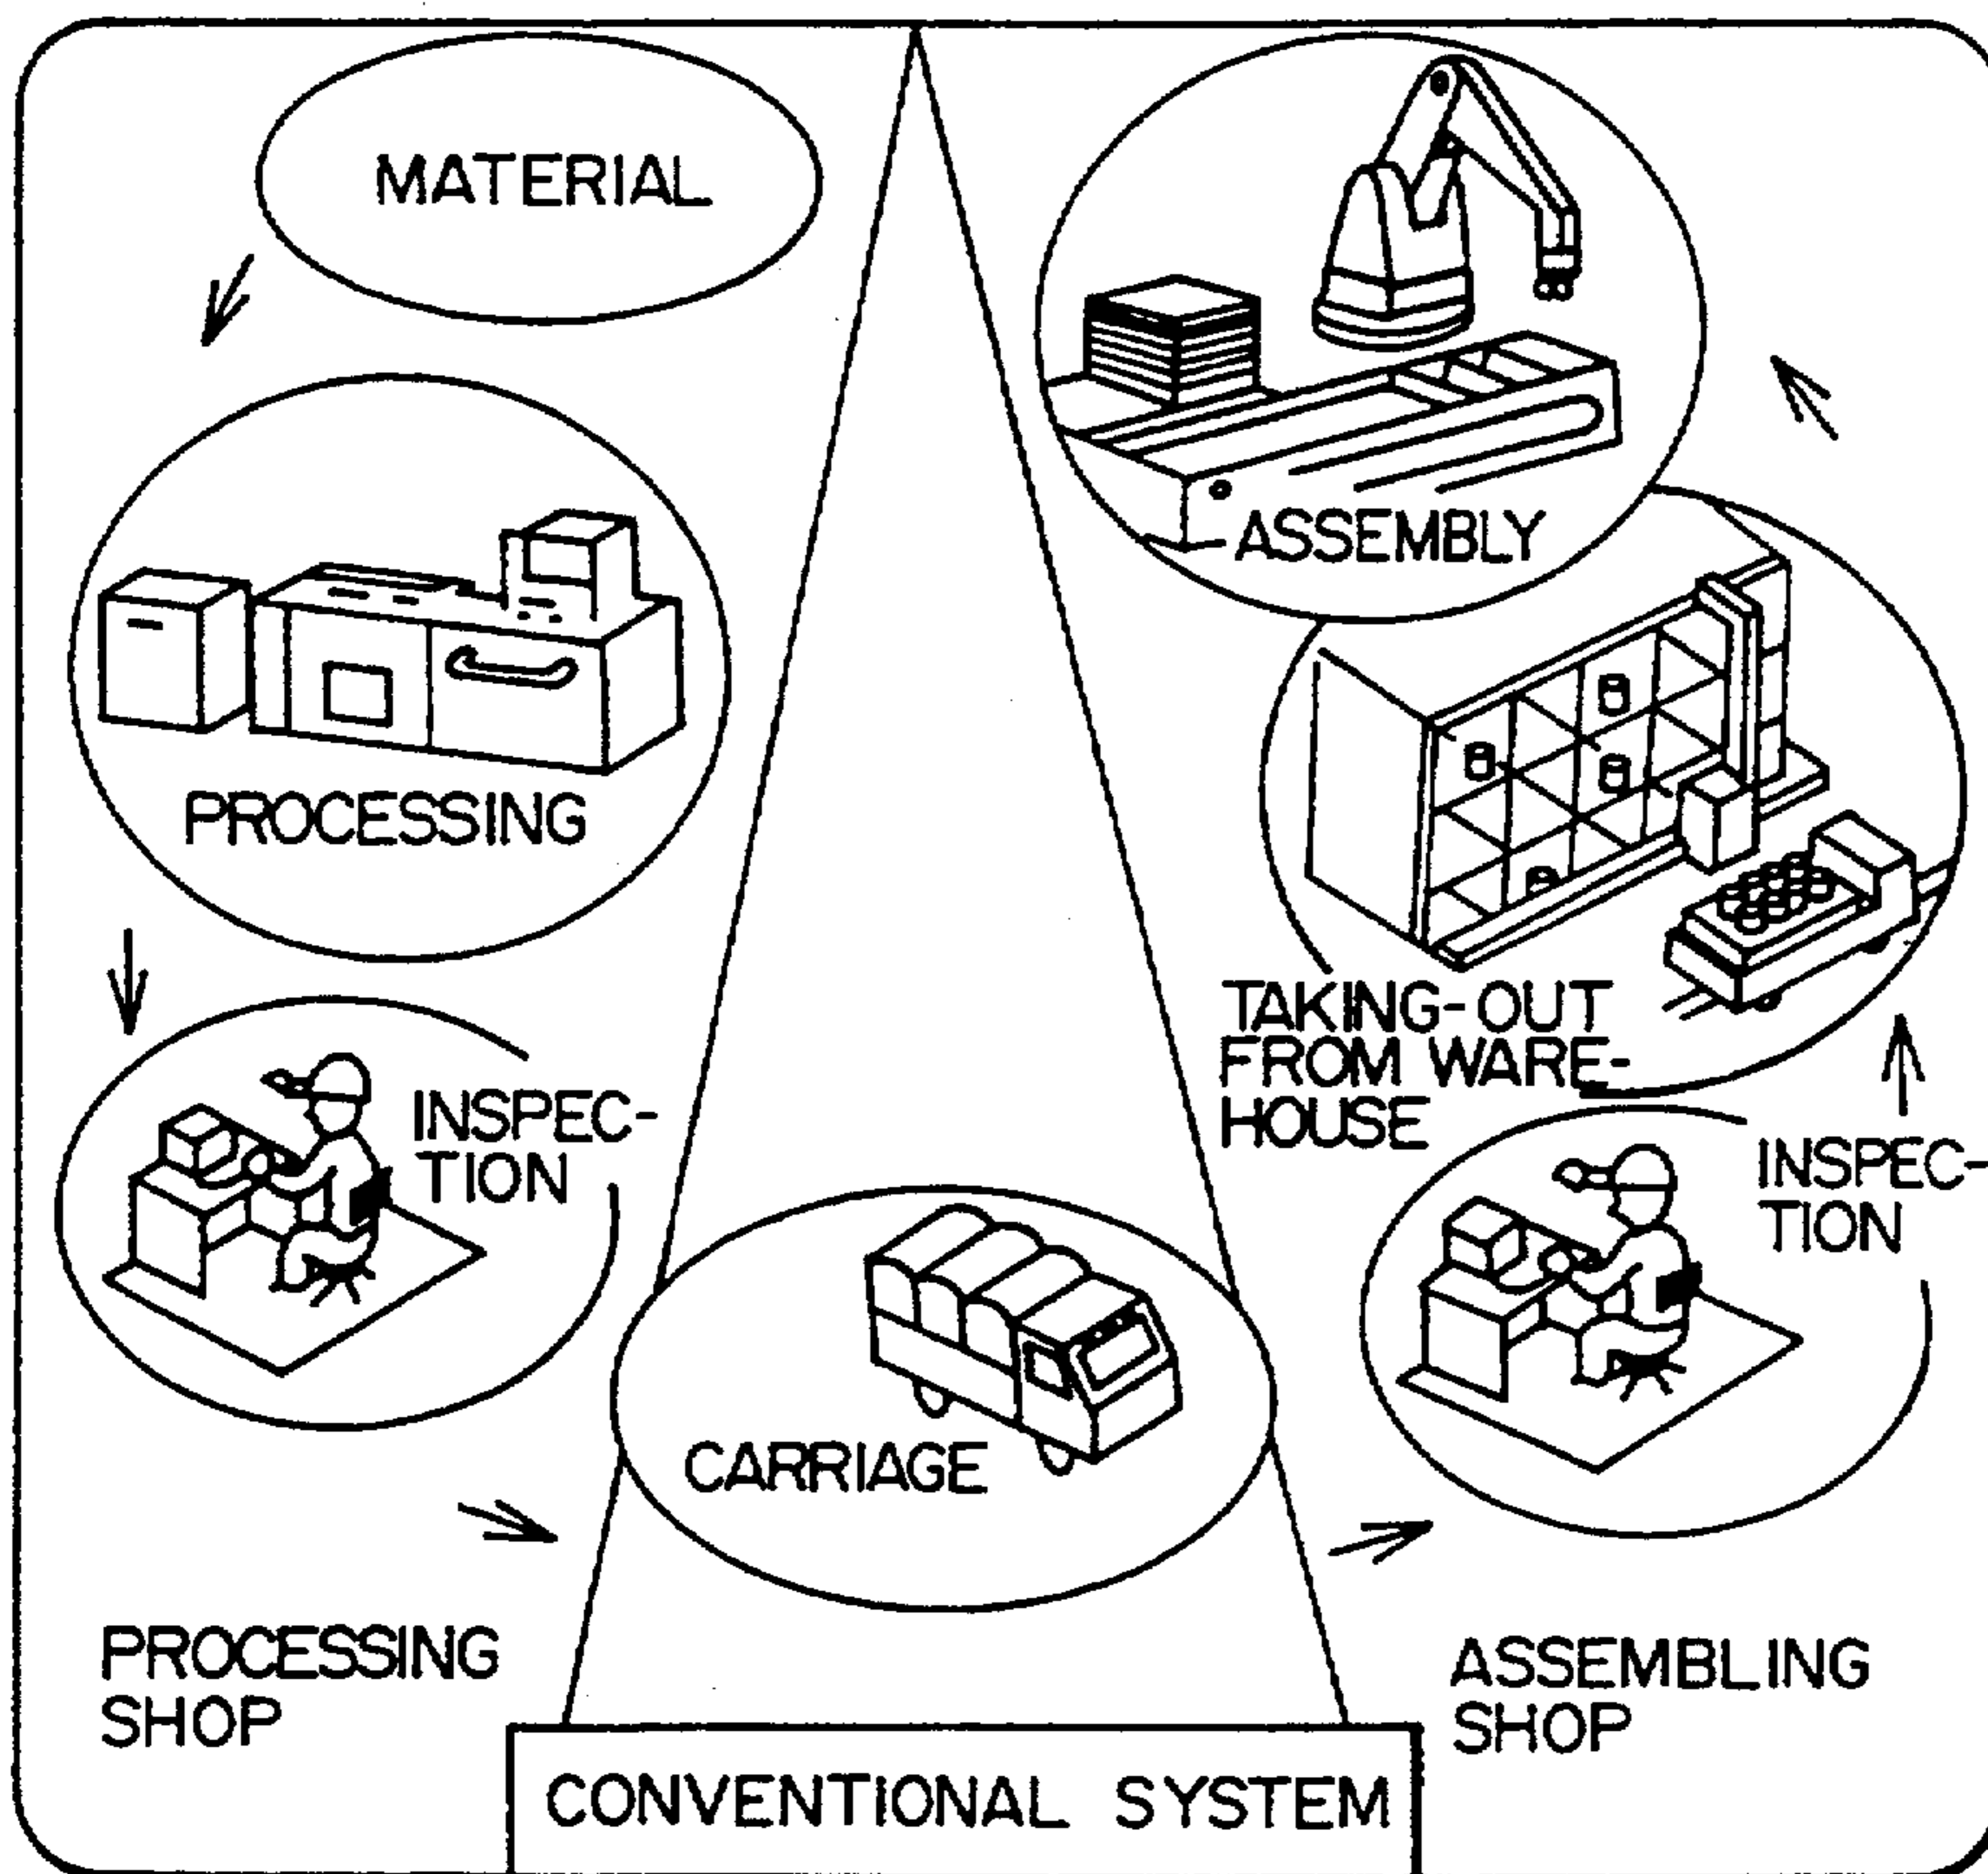 MATERIAL
PROCESSING
INSPEC-
TION
CARRIAGE
ASSEMBLY
TAKING-OUT
FROM WARE-
HOUSE
INSPEC-
TION
PROCESSING
SHOP
ASSEMBLING
SHOP
CONVENTIONAL SYSTEM